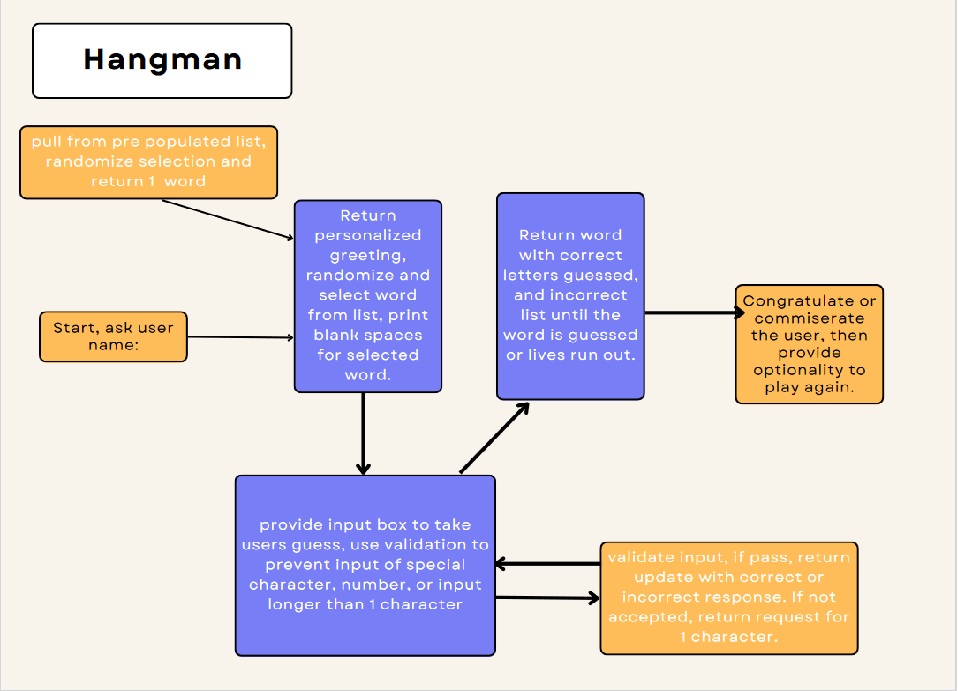 Hangman
pull from pre populated list,
randomize selection and
return 1 word
Return
personalized
greeting,
randomize and
select word
from list, print
blank spaces
for selected
word.
Return word
with correct
letters guessed,
and incorrect
list until the
word is guessed
or lives run out.
Start, ask user
name:
Congratulate or
commiserate
the user, then
provide
optionality to
play again.
provide input box to take
users guess, use validation to
prevent input of special
character, number, or input
longer than 1 character
validate input, if pass, return
update with correct or
incorrect response. If not
accepted, return request for
1 character.